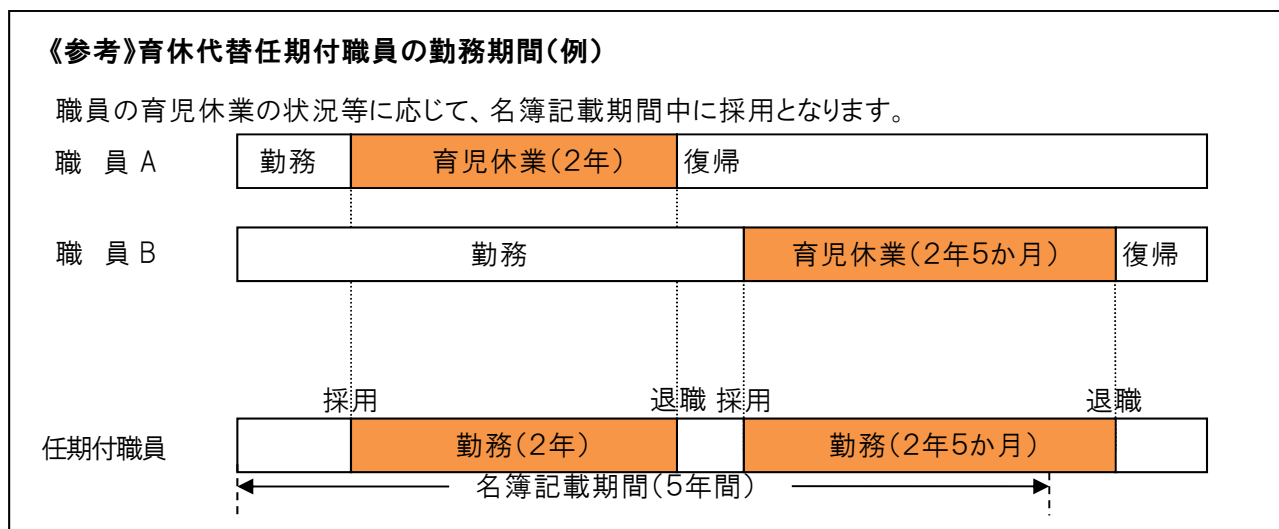 《参考》育休代替任期付職員の勤務期間(例)
職員の育児休業の状況等に応じて、名簿記載期間中に採用となります。
職 員 A 勤務 育児休業(2年) 復帰
職 員 B 勤務 育児休業(2年5か月) 復帰
採用 退職 採用 退職
任期付職員 勤務(2年) 勤務(2年5か月)
名簿記載期間(5年間)